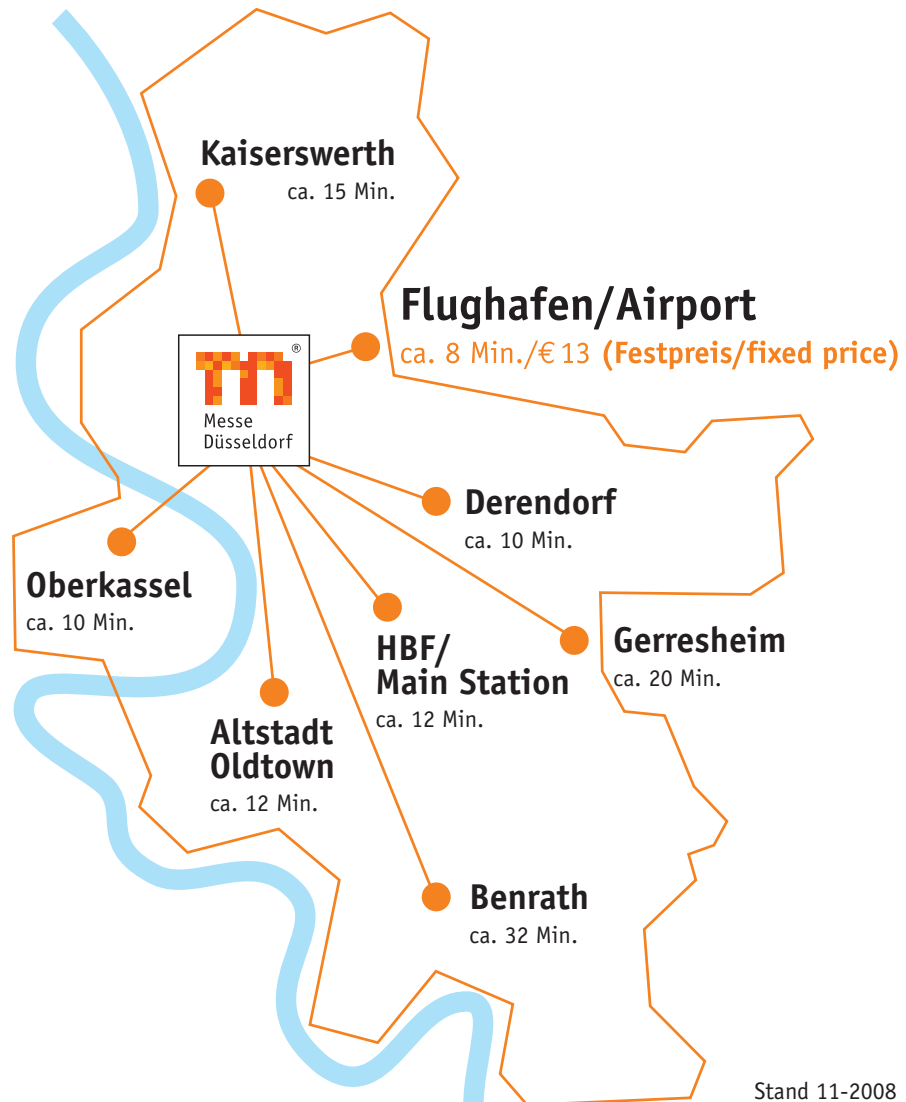 Kaiserswerth
ca. 15 Min.
Flughafen/Airport
ca. 8 Min./€ 13 (Festpreis/fixed price)
®
Messe
Düsseldorf
Derendorf
ca. 10 Min.
Oberkassel
ca. 10 Min.
HBF/
Main Station
ca. 12 Min.
Gerresheim
ca. 20 Min.
Altstadt
Oldtown
ca. 12 Min.
Benrath
ca. 32 Min.
Stand 11-2008